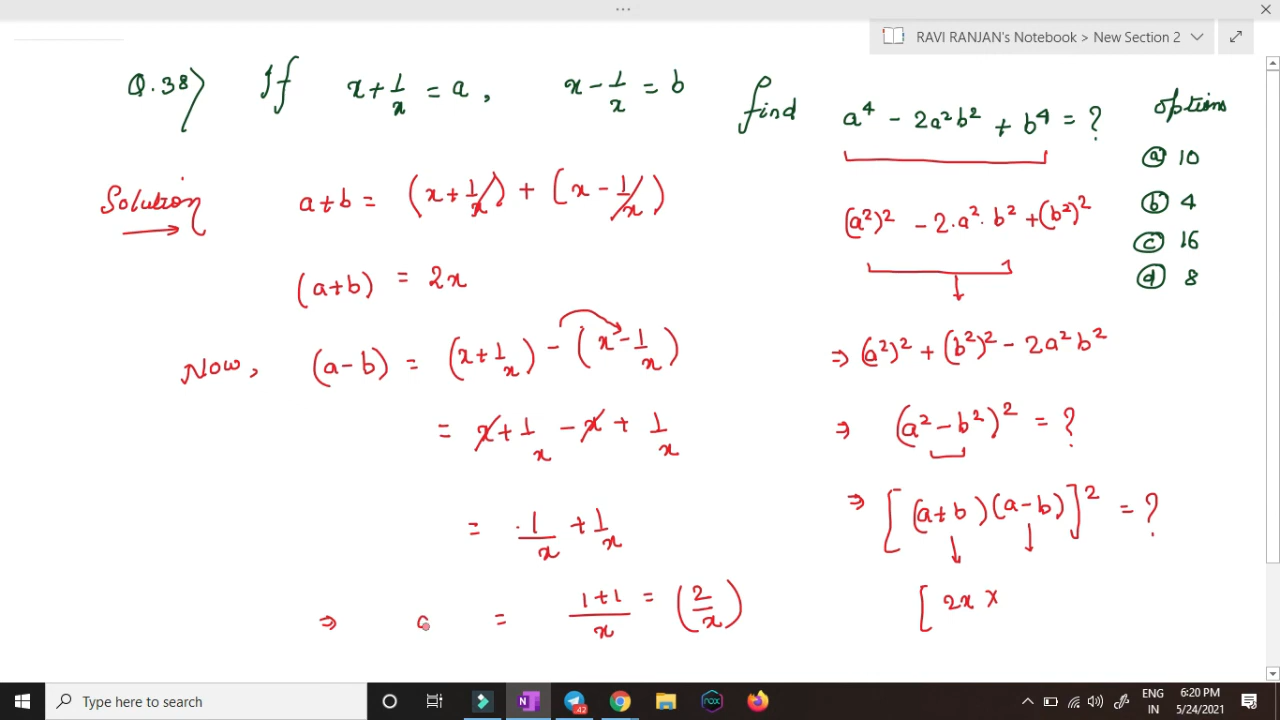 RAVI RANJAN's Notebook > New Section 2
Q.38) If x + 1/x = a, x - 1/x = b find a⁴ - 2a²b² + b⁴ = ?
options
ⓐ 10
ⓑ 4
ⓒ 16
ⓓ 8
Solution
a+b = (x + 1/x) + (x - 1/x)
(a+b) = 2x
Now, (a-b) = (x + 1/x) - (x - 1/x)
= x + 1/x - x + 1/x
= 1/x + 1/x
⇒ a = 1+1/x = (2/x)
(a²)² - 2·a²·b² + (b²)²
⇒ (a²)² + (b²)² - 2a²b²
⇒ (a² - b²)² = ?
⇒ [(a+b)(a-b)]² = ?
[2x ×
Type here to search
.42
nox
ENG
IN
6:20 PM
5/24/2021